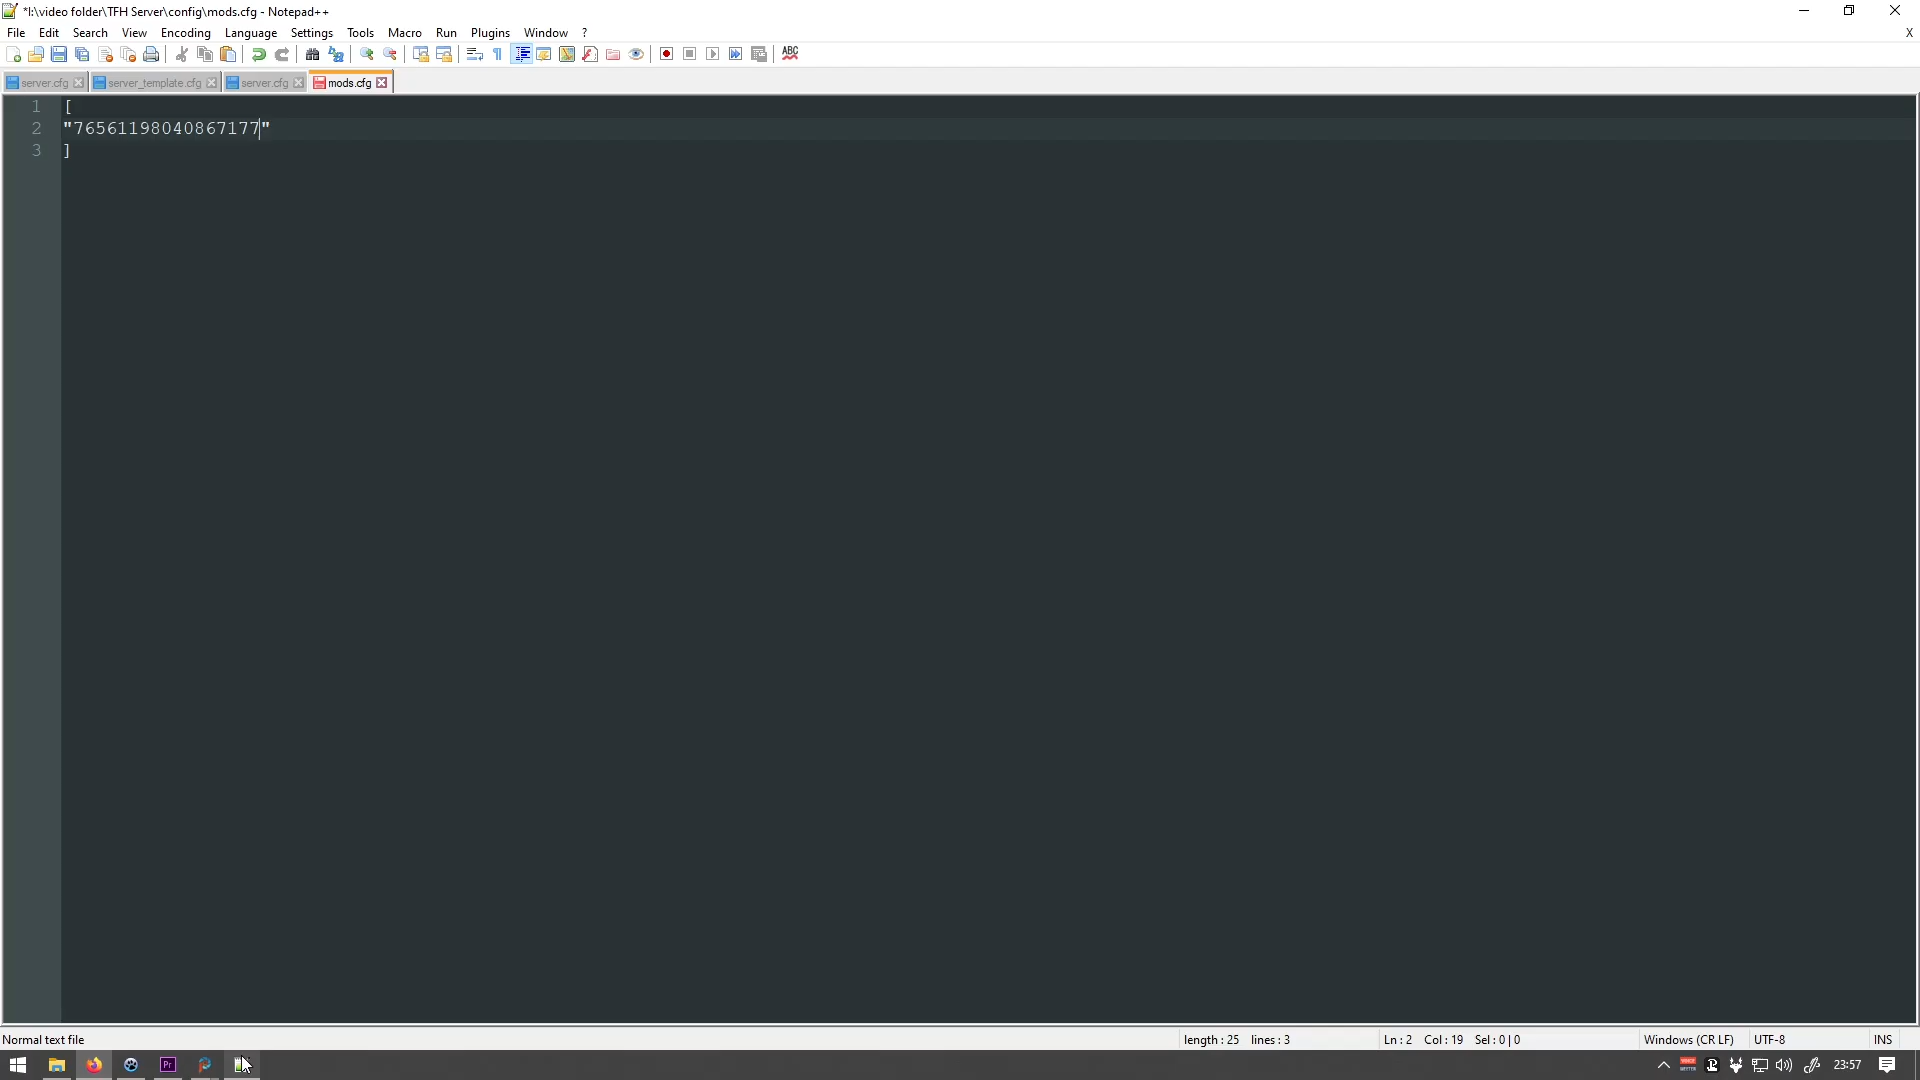 *I:\video folder\TFH Server\config\mods.cfg - Notepad++
File Edit Search View Encoding Language Settings Tools Macro Run Plugins Window ? X
ABC
server.cfg server_template.cfg server.cfg mods.cfg
1 [
2 "76561198040867177"
3 ]
Normal text file length : 25 lines : 3 Ln : 2 Col : 19 Sel : 0 | 0 Windows (CR LF) UTF-8 INS
Pr 23:57